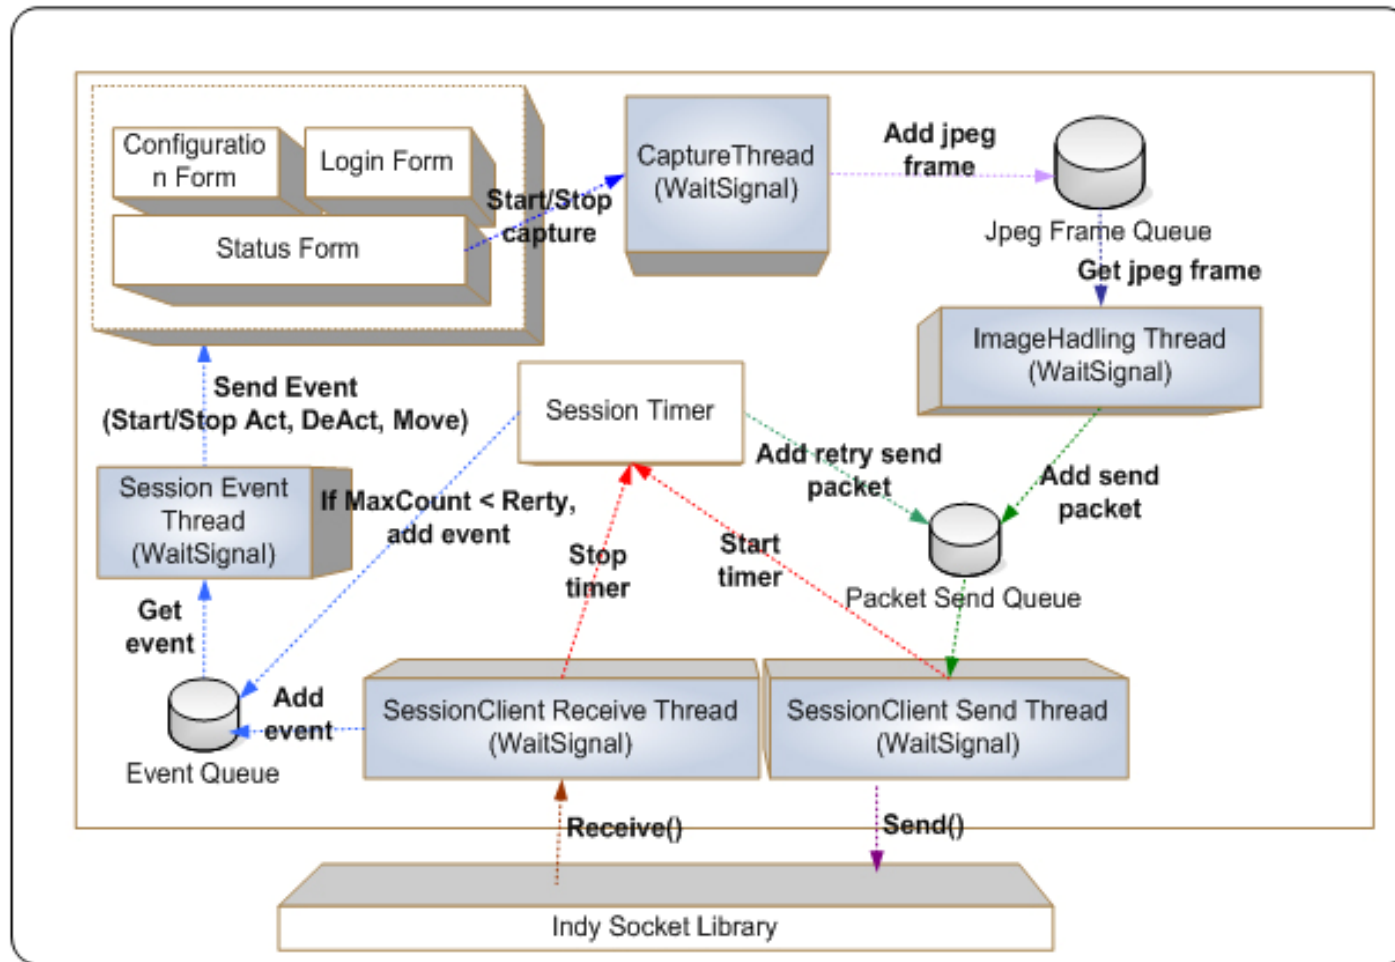 Configuratio
n Form
Login Form
Status Form
Start/Stop
capture
CaptureThread
(WaitSignal)
Add jpeg
frame
Jpeg Frame Queue
Get jpeg frame
ImageHadling Thread
(WaitSignal)
Send Event
(Start/Stop Act, DeAct, Move)
Session Timer
Add retry send
packet
Add send
packet
Session Event
Thread
(WaitSignal)
If MaxCount < Rerty,
add event
Stop
timer
Start
timer
Packet Send Queue
Get
event
Add
event
Event Queue
SessionClient Receive Thread
(WaitSignal)
SessionClient Send Thread
(WaitSignal)
Receive()
Send()
Indy Socket Library